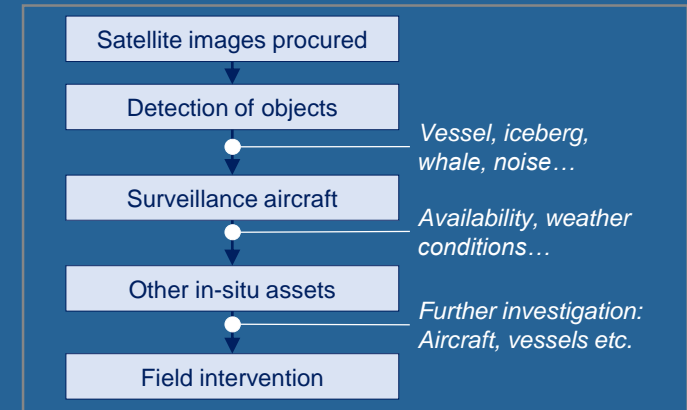 Satellite images procured
Detection of objects
Vessel, iceberg,
whale, noise…
Surveillance aircraft
Availability, weather
conditions…
Other in-situ assets
Further investigation:
Aircraft, vessels etc.
Field intervention